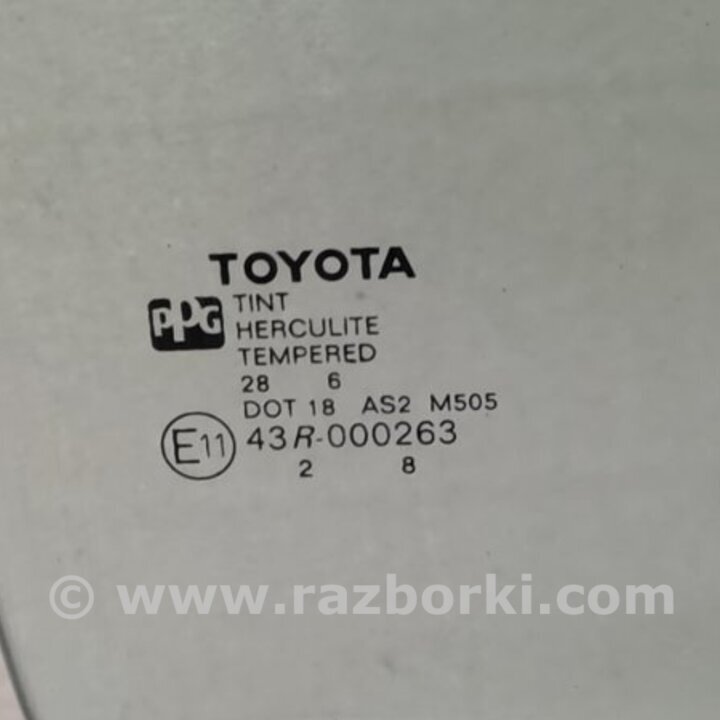 TOYOTA
PPG TINT
HERCULITE
TEMPERED
28 6
DOT 18 AS2 M505
E11 43R-000263
2 8
© www.razborki.com